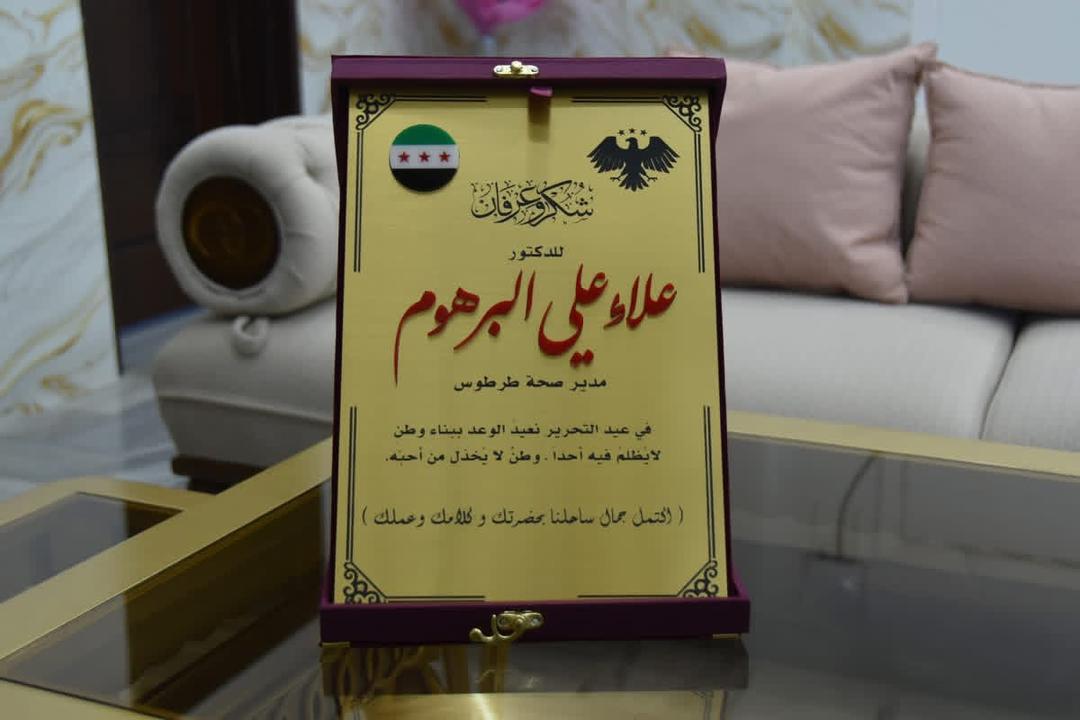 شكر وعرفان
للدكتور
علاء علي البرهوم
مدير صحة طرطوس
في عيد التحرير نعيد الوعد ببناء وطن
لايُظلم فيه أحداً . وطنٌ لا يُخذل من أحبّه.
( اكتمل جمال ساحلنا بحضرتك و كلامك وعملك )